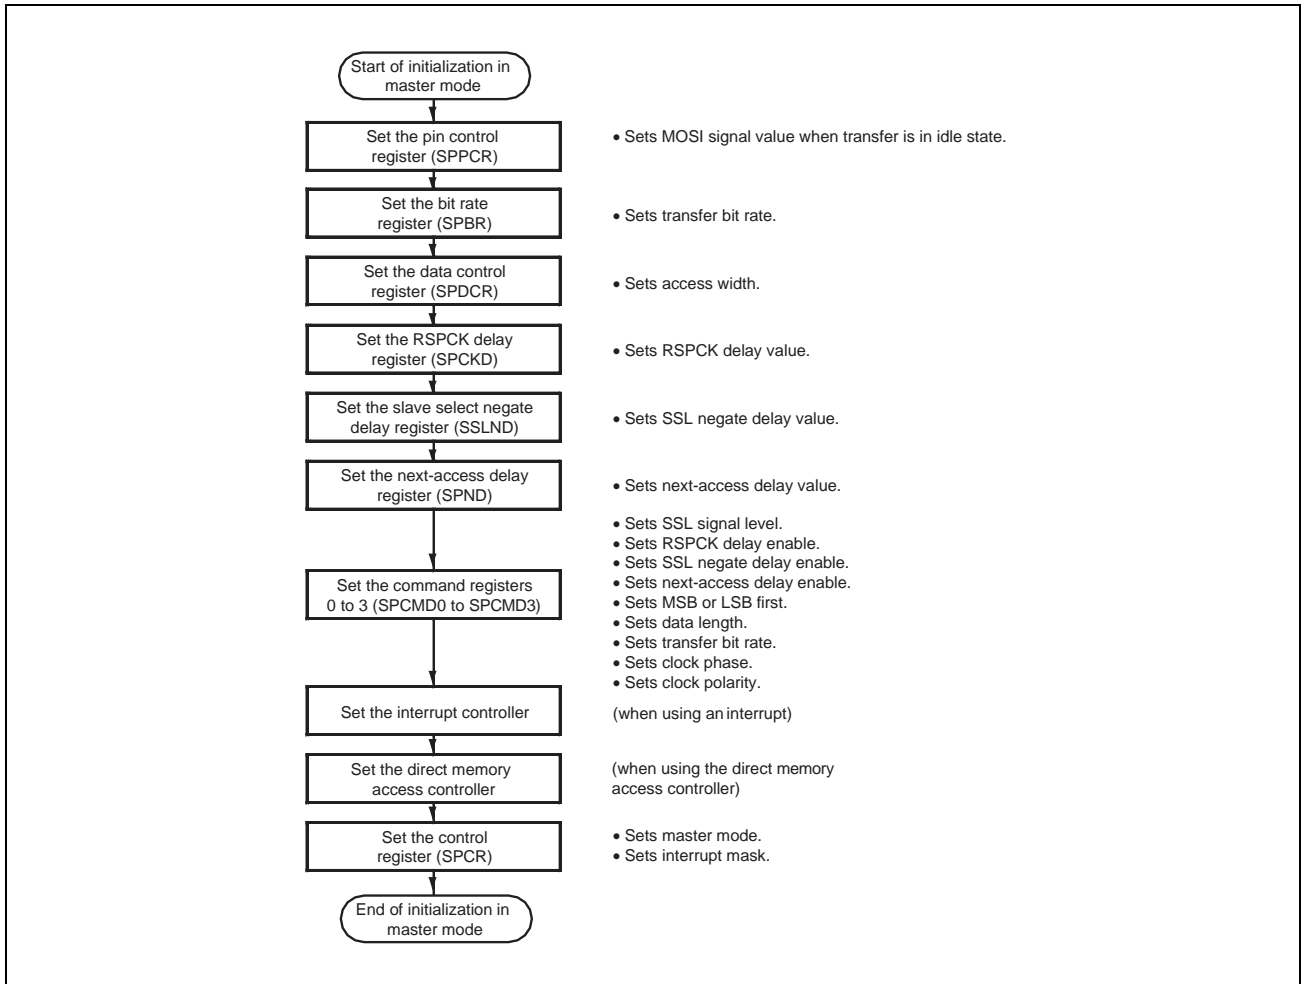 Start of initialization in
master mode
Set the pin control
register (SPPCR)
• Sets MOSI signal value when transfer is in idle state.
Set the bit rate
register (SPBR)
• Sets transfer bit rate.
Set the data control
register (SPDCR)
• Sets access width.
Set the RSPCK delay
register (SPCKD)
• Sets RSPCK delay value.
Set the slave select negate
delay register (SSLND)
• Sets SSL negate delay value.
Set the next-access delay
register (SPND)
• Sets next-access delay value.
Set the command registers
0 to 3 (SPCMD0 to SPCMD3)
• Sets SSL signal level.
• Sets RSPCK delay enable.
• Sets SSL negate delay enable.
• Sets next-access delay enable.
• Sets MSB or LSB first.
• Sets data length.
• Sets transfer bit rate.
• Sets clock phase.
• Sets clock polarity.
Set the interrupt controller
(when using an interrupt)
Set the direct memory
access controller
(when using the direct memory
access controller)
Set the control
register (SPCR)
• Sets master mode.
• Sets interrupt mask.
End of initialization in
master mode